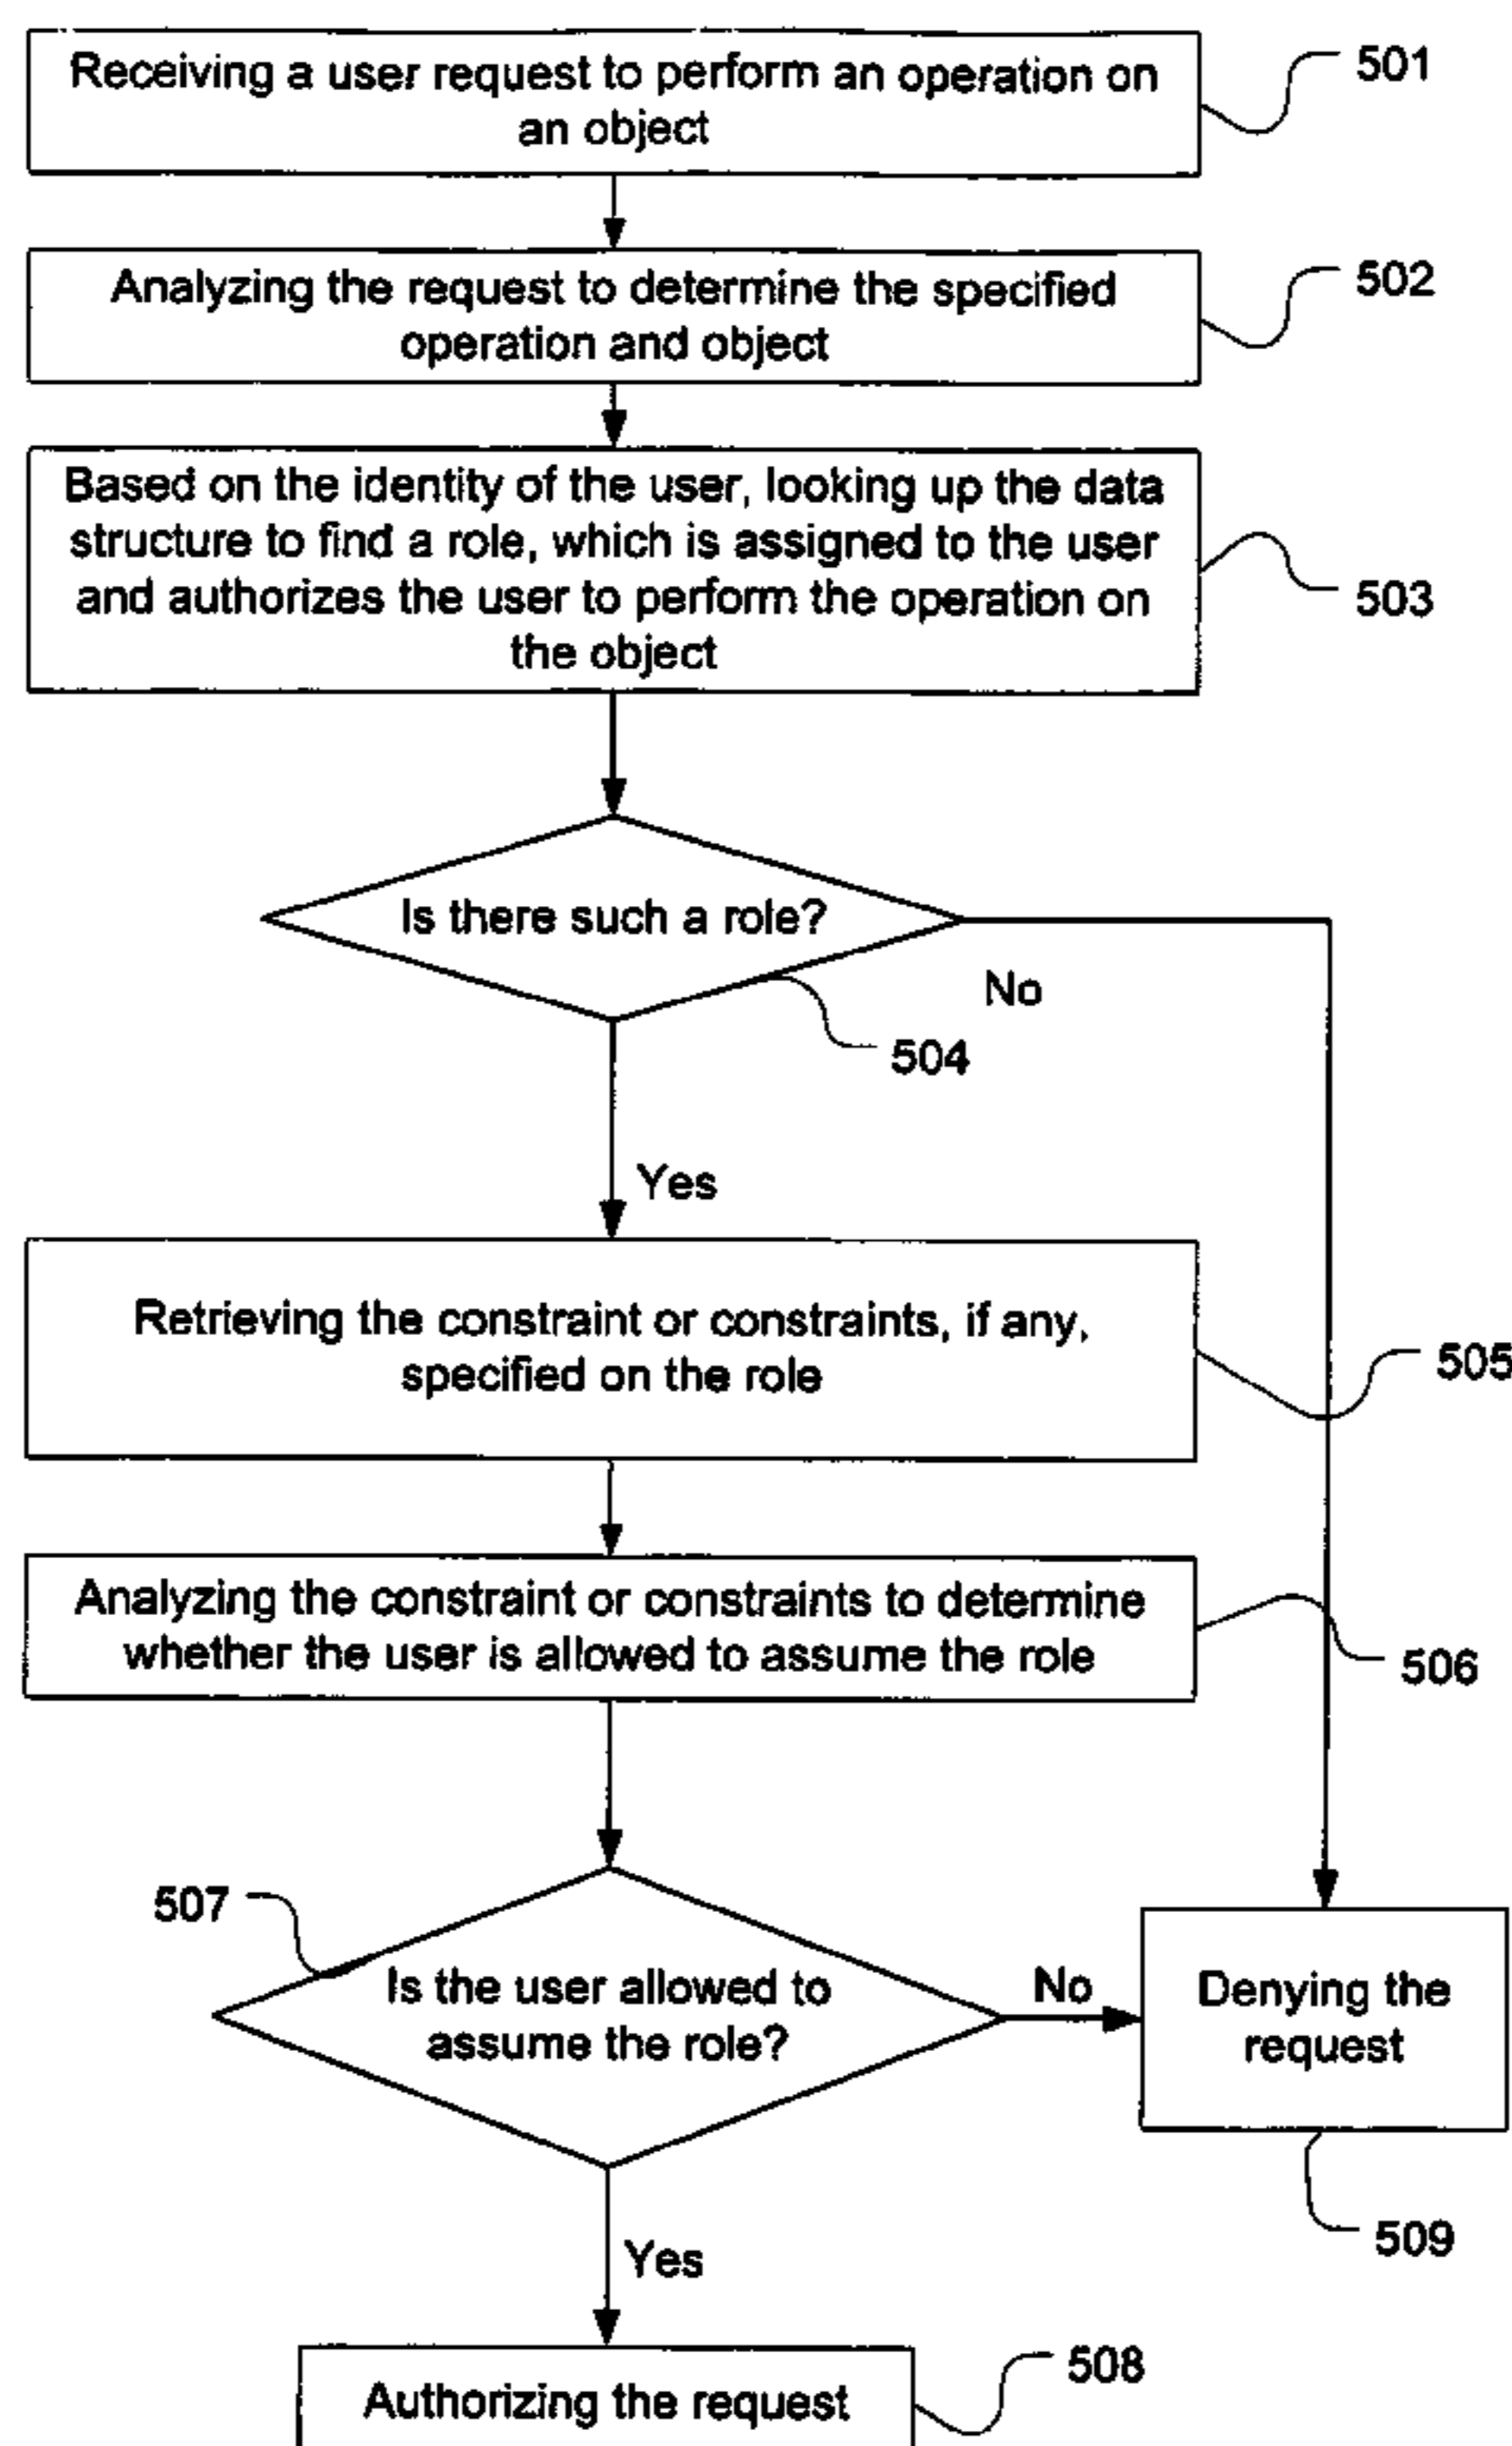 Receiving a user request to perform an operation on
an object
501
Analyzing the request to determine the specified
operation and object
502
Based on the identity of the user, looking up the data
structure to find a role, which is assigned to the user
and authorizes the user to perform the operation on
the object
503
Is there such a role?
No
504
Yes
Retrieving the constraint or constraints, if any,
specified on the role
505
Analyzing the constraint or constraints to determine
whether the user is allowed to assume the role
506
507
Is the user allowed to
assume the role?
No
Denying the
request
509
Yes
Authorizing the request
508